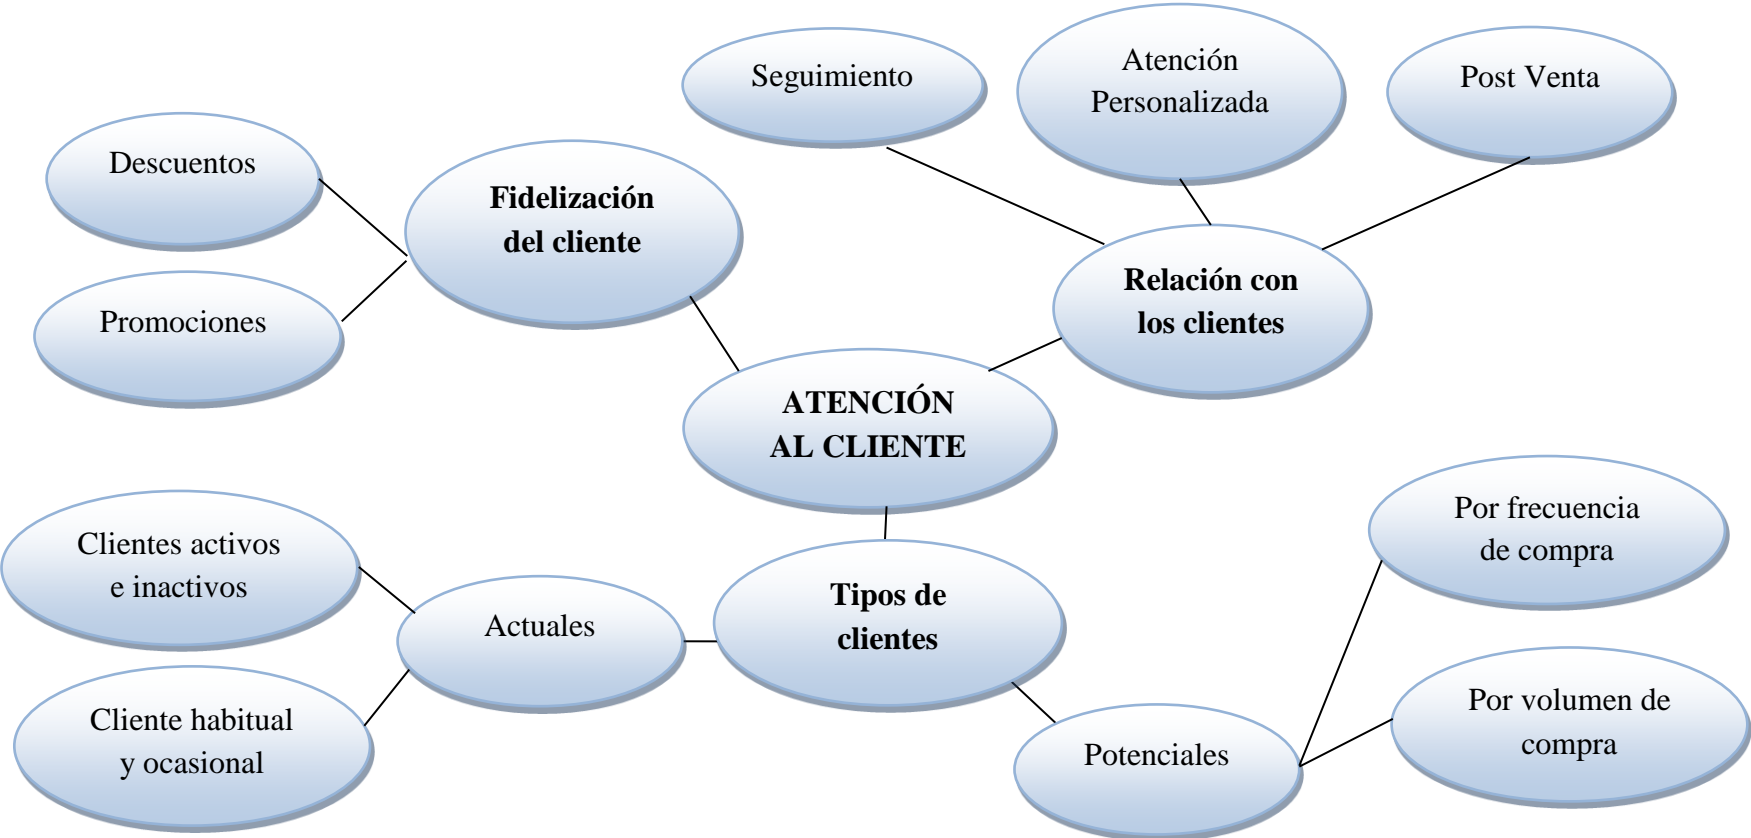 Seguimiento
Atención
Personalizada
Post Venta
Descuentos
Fidelización
del cliente
Promociones
Relación con
los clientes
ATENCIÓN
AL CLIENTE
Clientes activos
e inactivos
Actuales
Tipos de
clientes
Por frecuencia
de compra
Cliente habitual
y ocasional
Potenciales
Por volumen de
compra